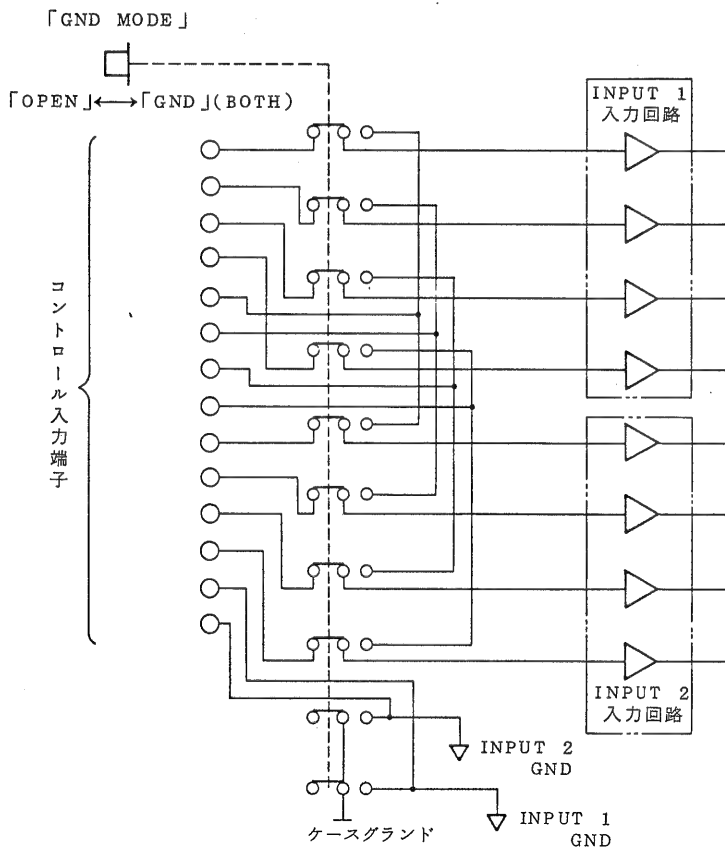 「GND MODE」
「OPEN」←→「GND」(BOTH)
コントロール入力端子
INPUT 1
入力回路
INPUT 2
入力回路
INPUT 2
GND
INPUT 1
GND
ケースグランド